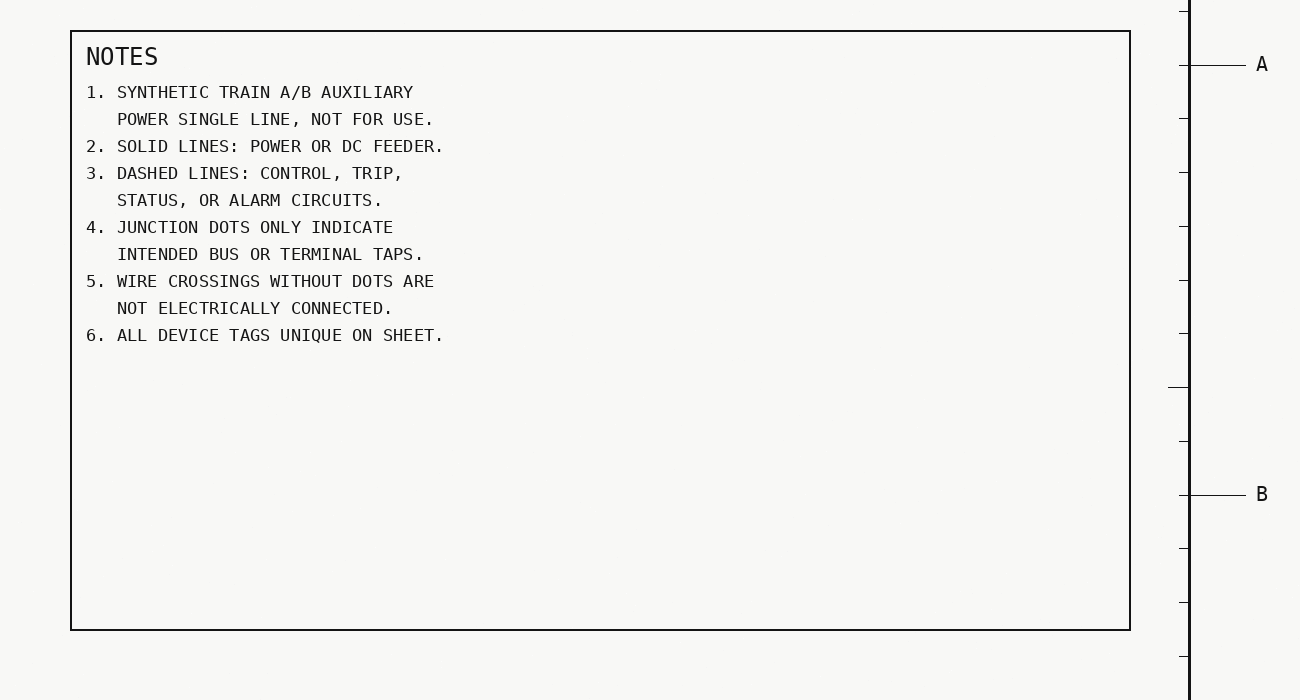 NOTES
1. SYNTHETIC TRAIN A/B AUXILIARY
POWER SINGLE LINE, NOT FOR USE.
2. SOLID LINES: POWER OR DC FEEDER.
3. DASHED LINES: CONTROL, TRIP,
STATUS, OR ALARM CIRCUITS.
4. JUNCTION DOTS ONLY INDICATE
INTENDED BUS OR TERMINAL TAPS.
5. WIRE CROSSINGS WITHOUT DOTS ARE
NOT ELECTRICALLY CONNECTED.
6. ALL DEVICE TAGS UNIQUE ON SHEET.
A
B